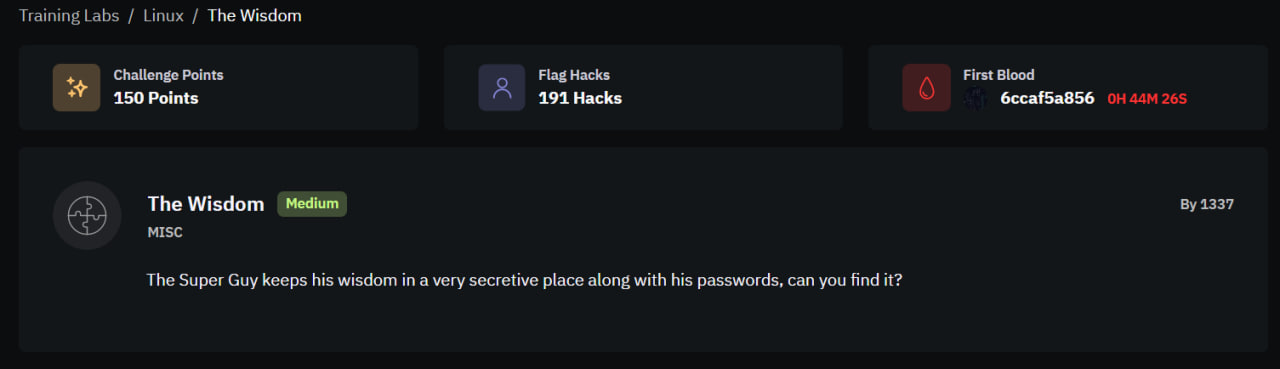 Training Labs / Linux / The Wisdom
Challenge Points
150 Points
Flag Hacks
191 Hacks
First Blood
6ccaf5a856 0H 44M 26S
The Wisdom Medium
By 1337
MISC
The Super Guy keeps his wisdom in a very secretive place along with his passwords, can you find it?